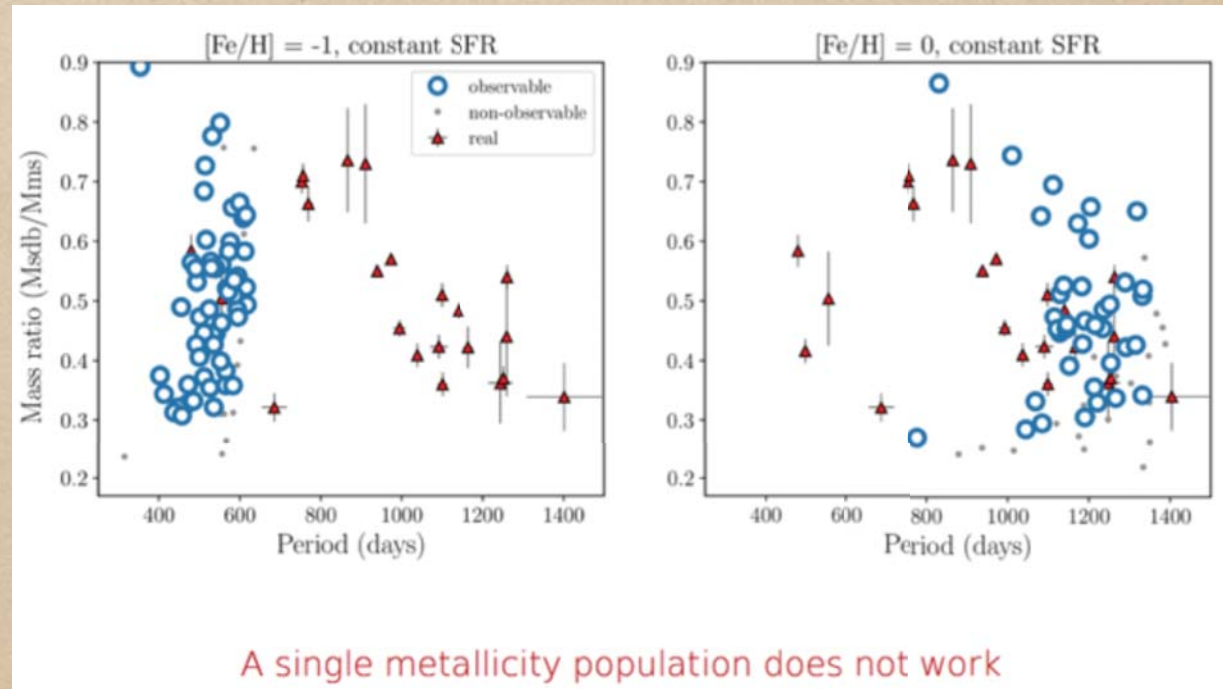 [Fe/H] = -1, constant SFR
0.9
0.8
0.7
0.6
0.5
0.4
0.3
0.2
Mass ratio (Msdb/Mms)
400 600 800 1000 1200 1400
Period (days)
observable
non-observable
real
[Fe/H] = 0, constant SFR
0.9
0.8
0.7
0.6
0.5
0.4
0.3
0.2
400 600 800 1000 1200 1400
Period (days)
A single metallicity population does not work